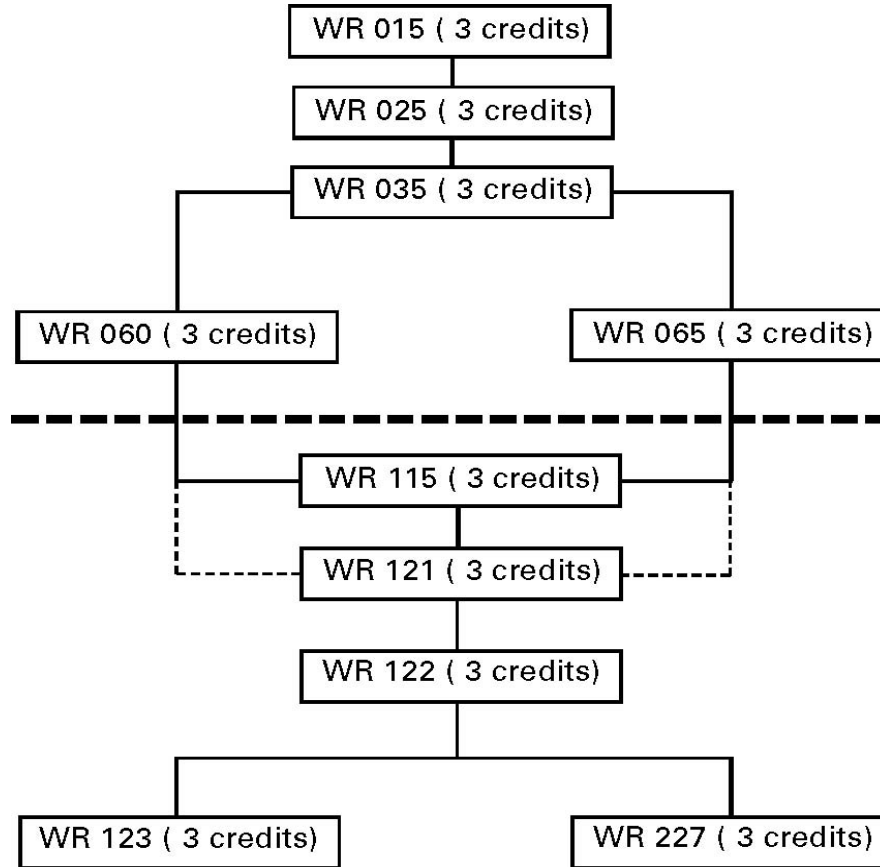 WR 015 ( 3 credits)
WR 025 ( 3 credits)
WR 035 ( 3 credits)
WR 060 ( 3 credits)
WR 065 ( 3 credits)
WR 115 ( 3 credits)
WR 121 ( 3 credits)
WR 122 ( 3 credits)
WR 123 ( 3 credits)
WR 227 ( 3 credits)